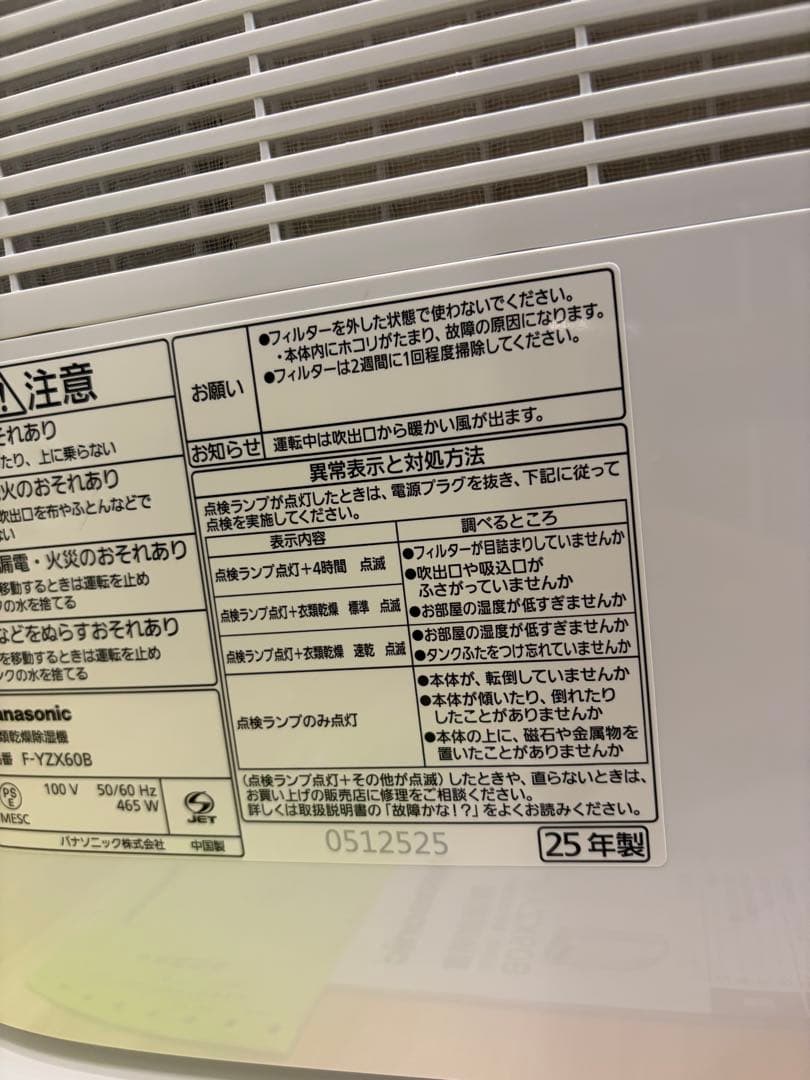 注意
それあり
たり、上に乗らない
火のおそれあり
吹出口を布やふとんなどで
ない
漏電・火災のおそれあり
移動するときは運転を止め
クの水を捨てる
などをぬらすおそれあり
を移動するときは運転を止め
ンクの水を捨てる
anasonic
類乾燥除湿機
番 F-YZX60B
PS
E
MESC
100 V 50/60 Hz
465 W
JET
パナソニック株式会社 中国製
お願い
●フィルターを外した状態で使わないでください。
・本体内にホコリがたまり、故障の原因になります。
●フィルターは2週間に1回程度掃除してください。
お知らせ 運転中は吹出口から暖かい風が出ます。
異常表示と対処方法
点検ランプが点灯したときは、電源プラグを抜き、下記に従って
点検を実施してください。
表示内容 調べるところ
点検ランプ点灯+4時間 点滅
●フィルターが目詰まりしていませんか
●吹出口や吸込口が
ふさがっていませんか
点検ランプ点灯+衣類乾燥 標準 点滅
●お部屋の湿度が低すぎませんか
点検ランプ点灯+衣類乾燥 速乾 点滅
●お部屋の湿度が低すぎませんか
●タンクふたをつけ忘れていませんか
点検ランプのみ点灯
●本体が、転倒していませんか
●本体が傾いたり、倒れたり
したことがありませんか
●本体の上に、磁石や金属物を
置いたことがありませんか
(点検ランプ点灯+その他が点滅)したときや、直らないときは、
お買い上げの販売店に修理をご相談ください。
詳しくは取扱説明書の「故障かな!?」をよくお読みください。
0512525
25年製